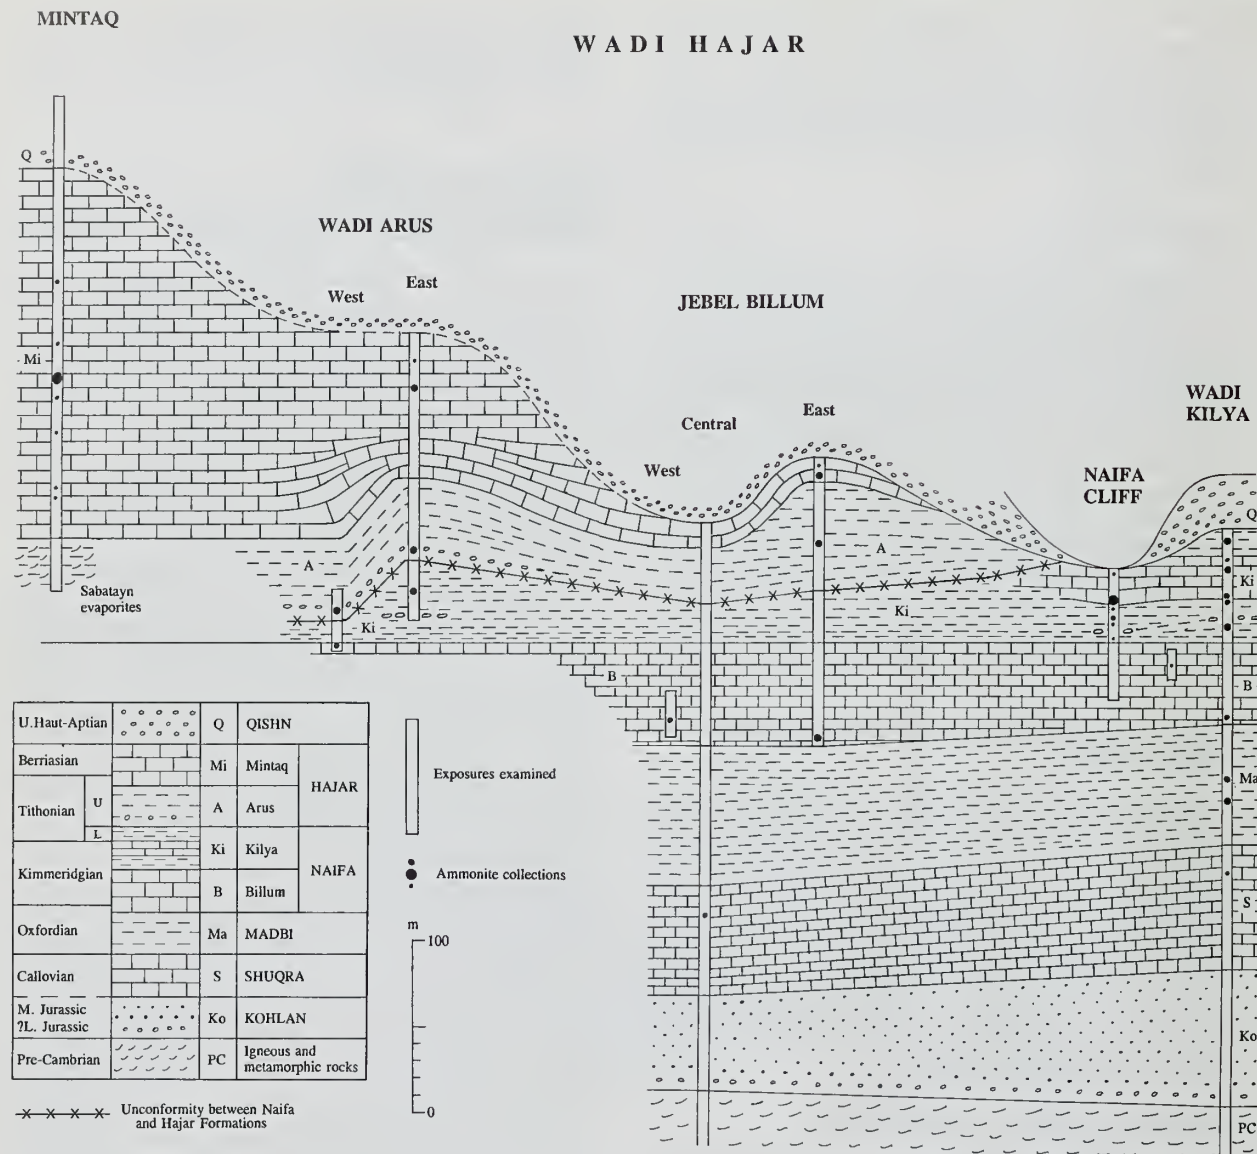 MINTAQ
WADI HAJAR
Q
WADI ARUS
West
East
JEBEL BILLUM
Mi
WADI
KILYA
Central
East
West
NAIFA
CLIFF
Q
A
A
Sabatayn
evaporites
Ki
Ki
Ki
B
B
U.Haut-Aptian Q QISHN
Berriasian Mi Mintaq
HAJAR
Tithonian U A Arus
L
Ki Kilya
Kimmeridgian
NAIFA
B Billum
Oxfordian Ma MADBI
Callovian S SHUQRA
M. Jurassic
?L. Jurassic Ko KOHLAN
Pre-Cambrian PC Igneous and
metamorphic rocks
X X X X Unconformity between Naifa
and Hajar Formations
Exposures examined
Ammonite collections
m
100
0
Ma
S
Ko
PC